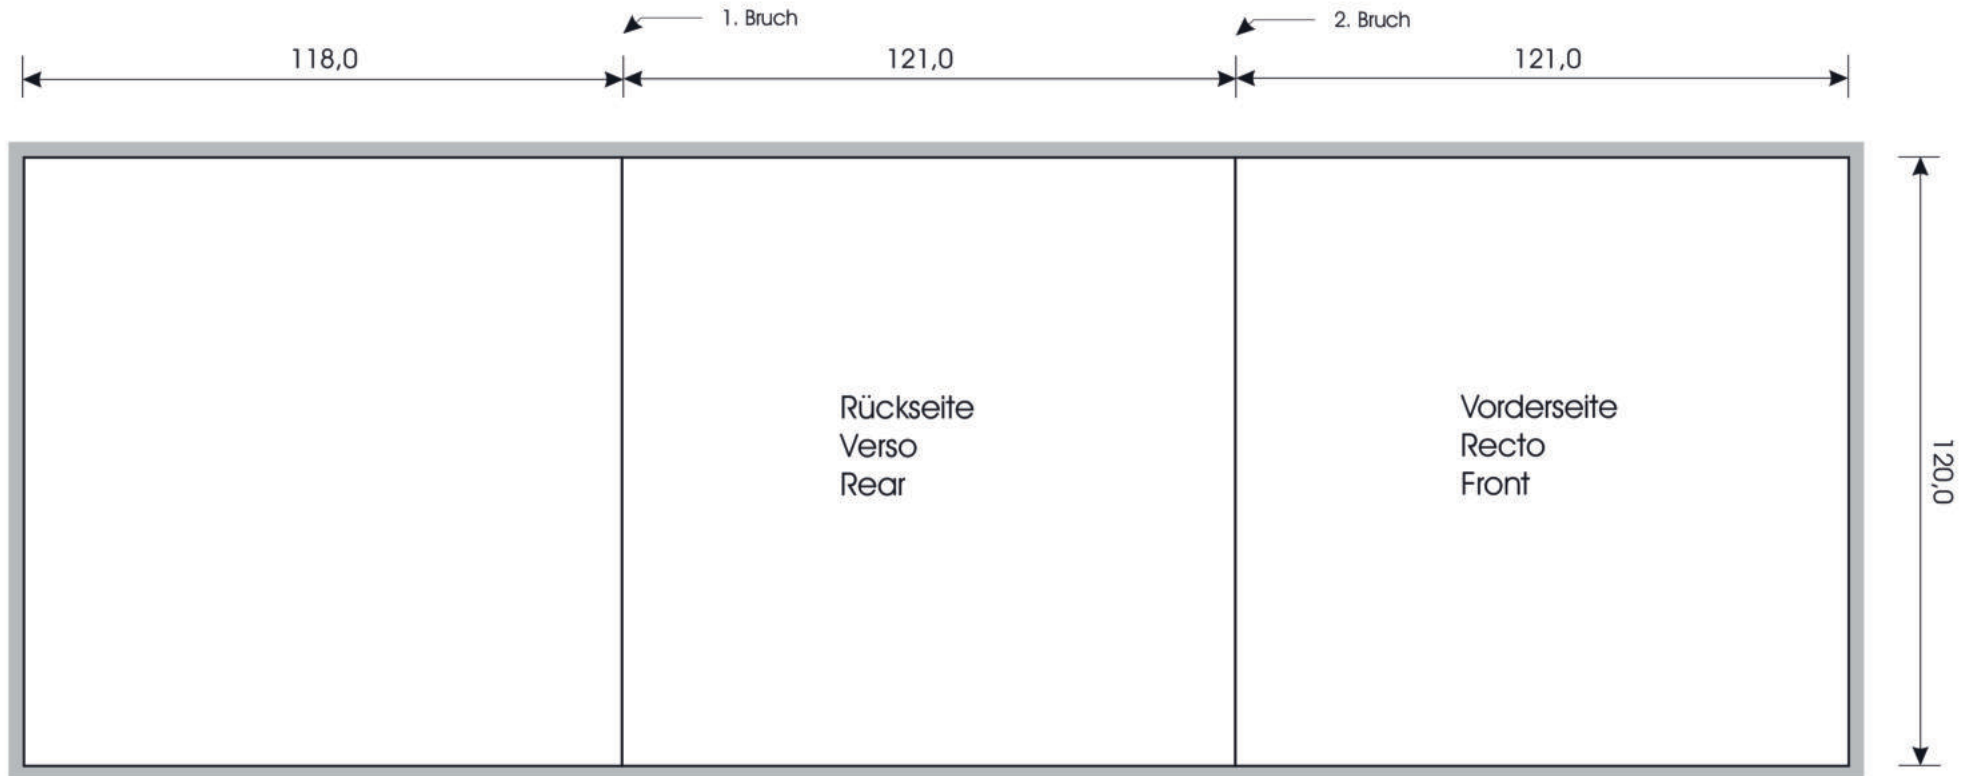 1. Bruch
2. Bruch
118,0
121,0
121,0
Rückseite
Verso
Rear
Vorderseite
Recto
Front
120,0